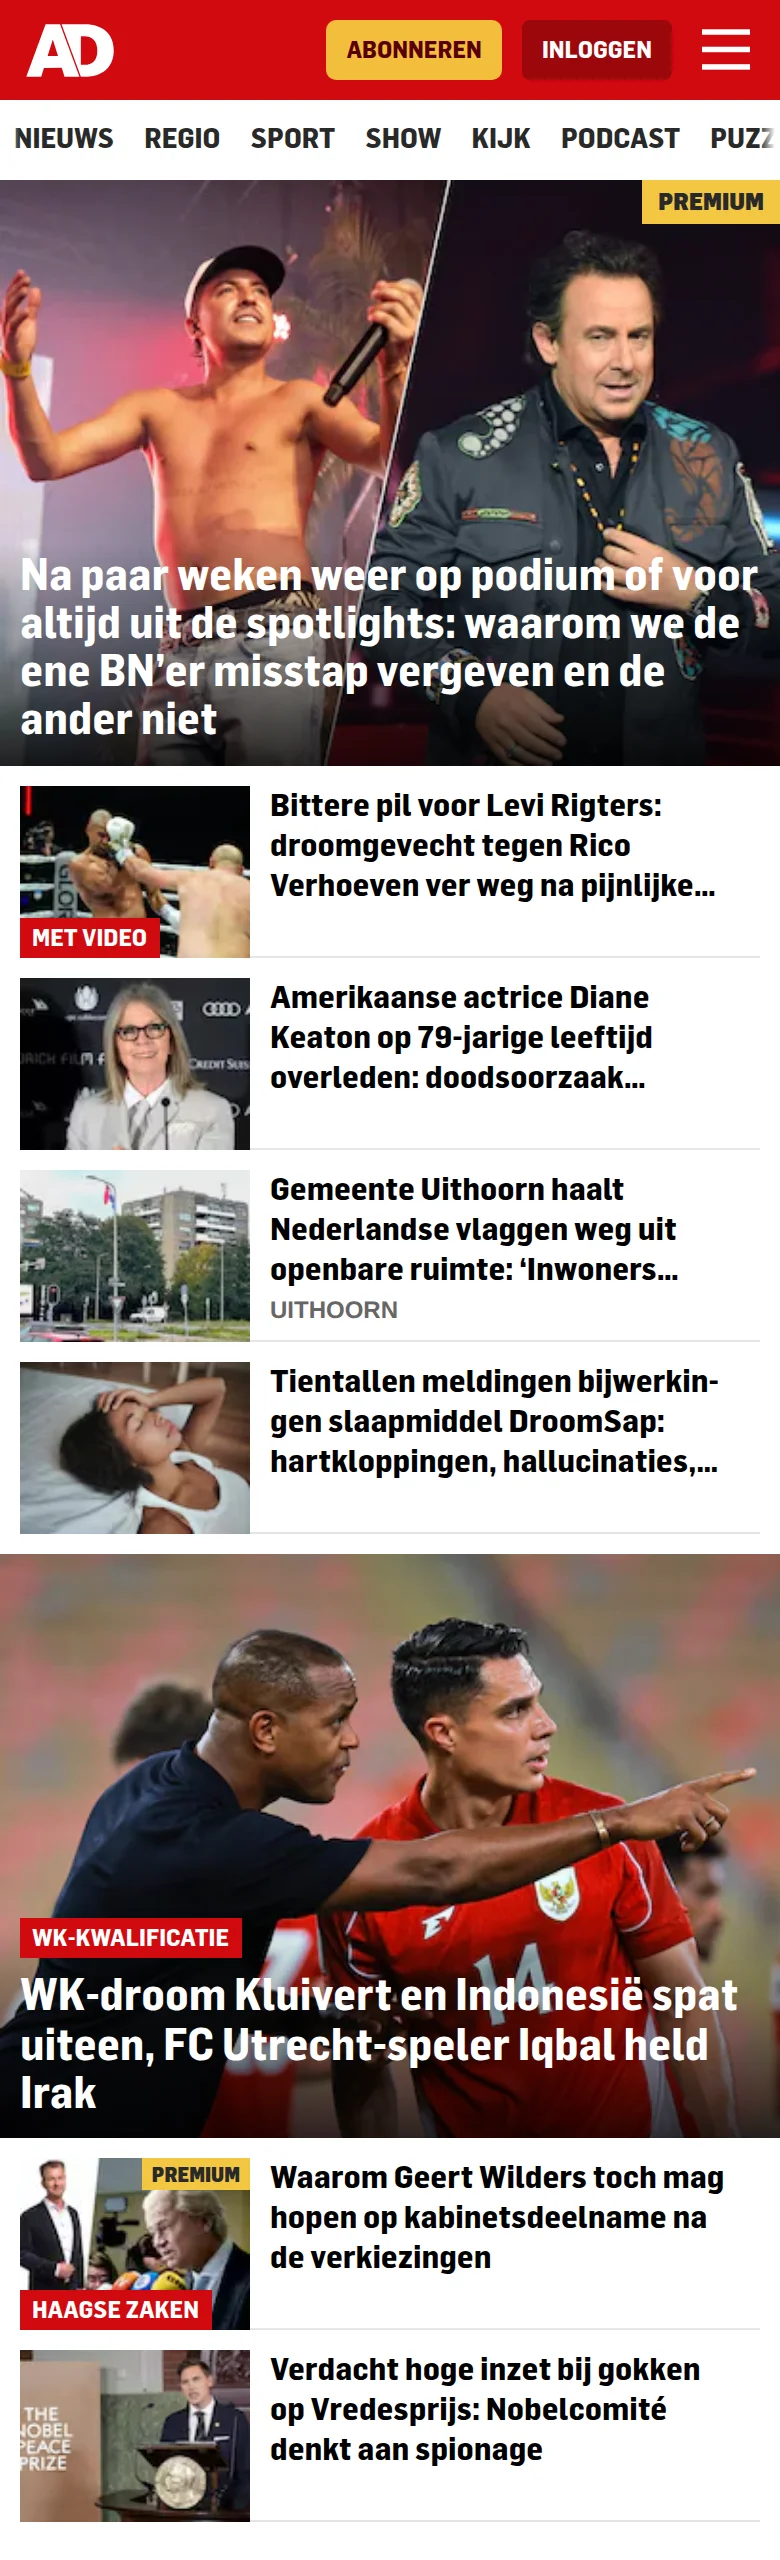 AD
ABONNEREN
INLOGGEN
NIEUWS REGIO SPORT SHOW KIJK PODCAST PUZZ
PREMIUM
Na paar weken weer op podium of voor
altijd uit de spotlights: waarom we de
ene BN’er misstap vergeven en de
ander niet
GLOR
MET VIDEO
Bittere pil voor Levi Rigters:
droomgevecht tegen Rico
Verhoeven ver weg na pijnlijke...
CREDIT SUIS
Amerikaanse actrice Diane
Keaton op 79-jarige leeftijd
overleden: doodsoorzaak...
Gemeente Uithoorn haalt
Nederlandse vlaggen weg uit
openbare ruimte: ‘Inwoners...
UITHOORN
Tientallen meldingen bijwerkin-
gen slaapmiddel DroomSap:
hartkloppingen, hallucinaties,...
14
WK-KWALIFICATIE
WK-droom Kluivert en Indonesië spat
uiteen, FC Utrecht-speler Iqbal held
Irak
PREMIUM
HAAGSE ZAKEN
Waarom Geert Wilders toch mag
hopen op kabinetsdeelname na
de verkiezingen
THE
NOBEL
PEACE
PRIZE
Verdacht hoge inzet bij gokken
op Vredesprijs: Nobelcomité
denkt aan spionage